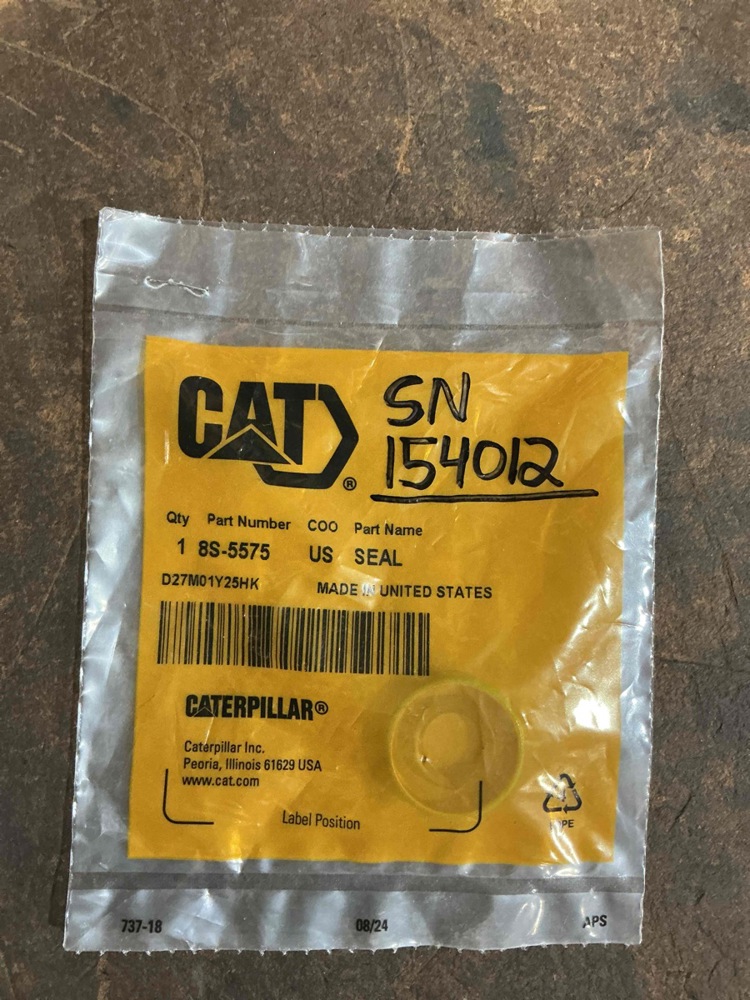 CAT®
SN
154012
Qty Part Number COO Part Name
1 8S-5575 US SEAL
D27M01Y25HK MADE IN UNITED STATES
CATERPILLAR®
Caterpillar Inc.
Peoria, Illinois 61629 USA
www.cat.com
Label Position
737-18 08/24 APS